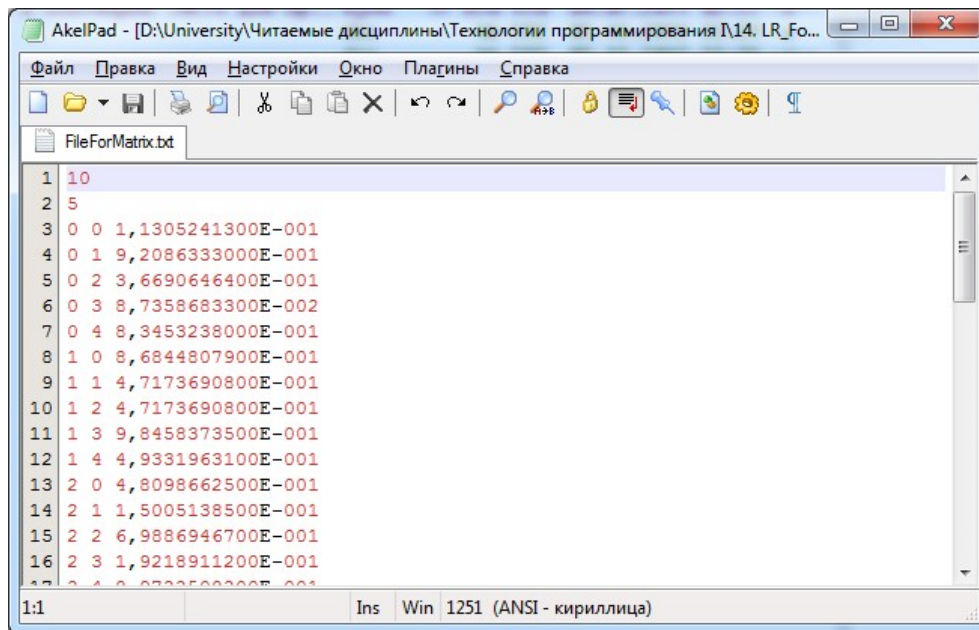 AkelPad - [D:\University\Читаемые дисциплины\Технологии программирования I\14. LR_Fo...
Файл Правка Вид Настройки Окно Плагины Справка
FileForMatrix.txt
1 10
2 5
3 0 0 1,1305241300E-001
4 0 1 9,2086333000E-001
5 0 2 3,6690646400E-001
6 0 3 8,7358683300E-002
7 0 4 8,3453238000E-001
8 1 0 8,6844807900E-001
9 1 1 4,7173690800E-001
10 1 2 4,7173690800E-001
11 1 3 9,8458373500E-001
12 1 4 4,9331963100E-001
13 2 0 4,8098662500E-001
14 2 1 1,5005138500E-001
15 2 2 6,9886946700E-001
16 2 3 1,9218911200E-001
1:1 Ins Win 1251 (ANSI - кириллица)